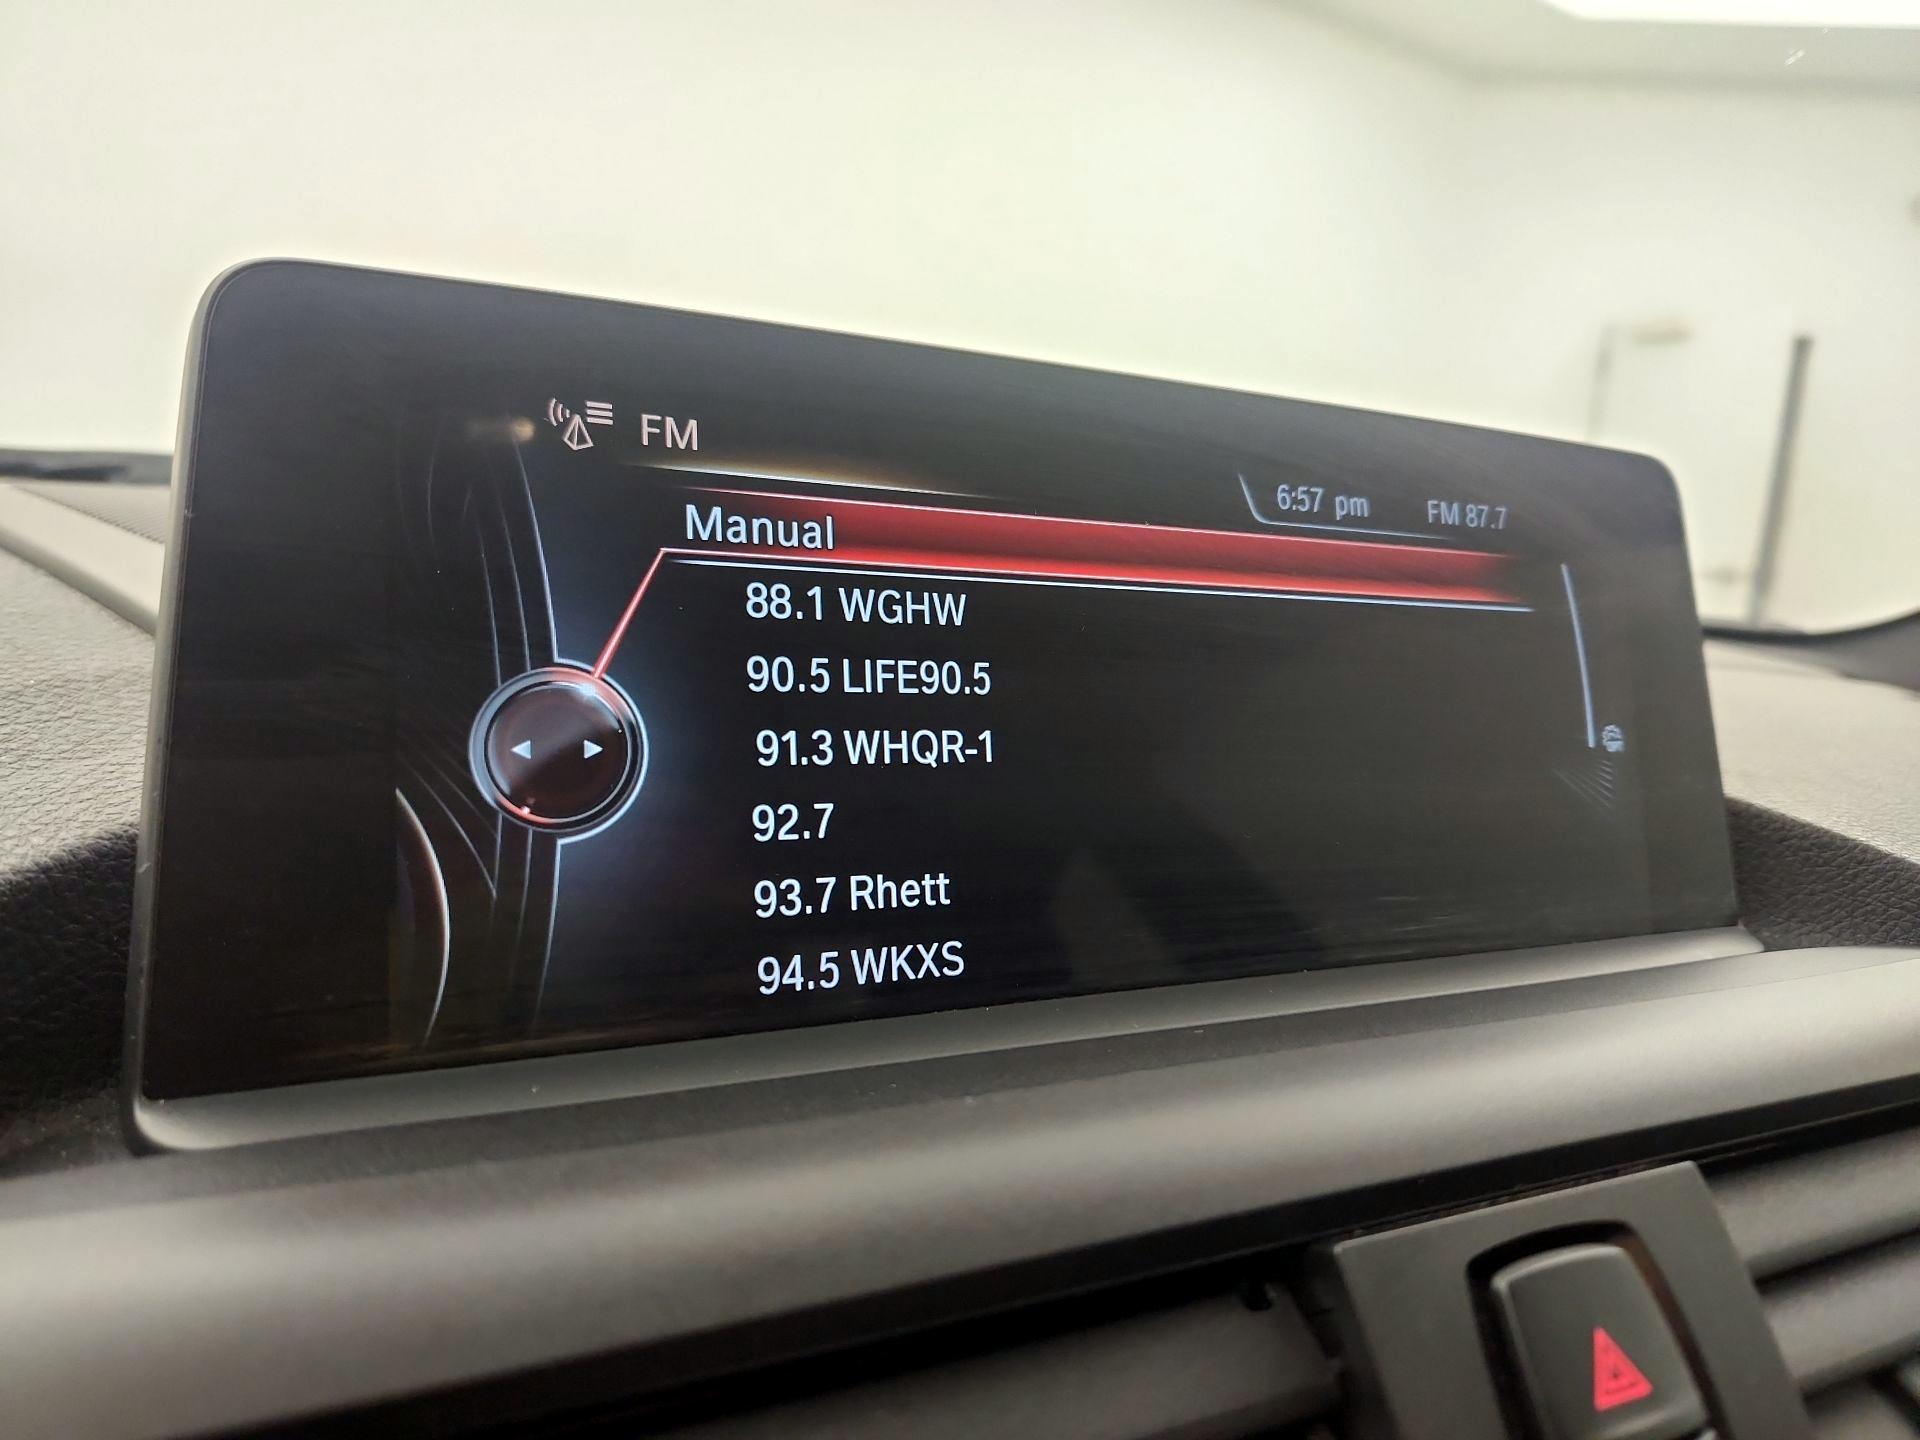 FM
6:57 pm FM 87.7
Manual
88.1 WGHW
90.5 LIFE90.5
91.3 WHQR-1
92.7
93.7 Rhett
94.5 WKXS